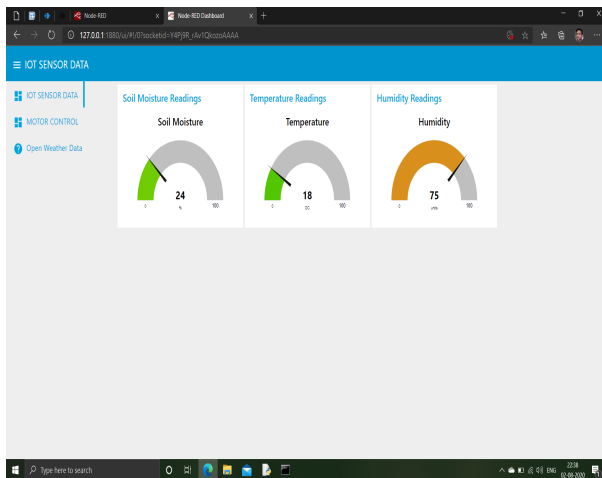 Node-RED
Node-RED Dashboard
127.0.0.1:1880/ui/#!/0?socketid=Y4Pj9R_rAv1QkozoAAAA
IOT SENSOR DATA
IOT SENSOR DATA
MOTOR CONTROL
Open Weather Data
Soil Moisture Readings
Soil Moisture
24
%
0
100
Temperature Readings
Temperature
18
OC
0
100
Humidity Readings
Humidity
75
0
100
Type here to search
ENG
22:38
02-08-2020